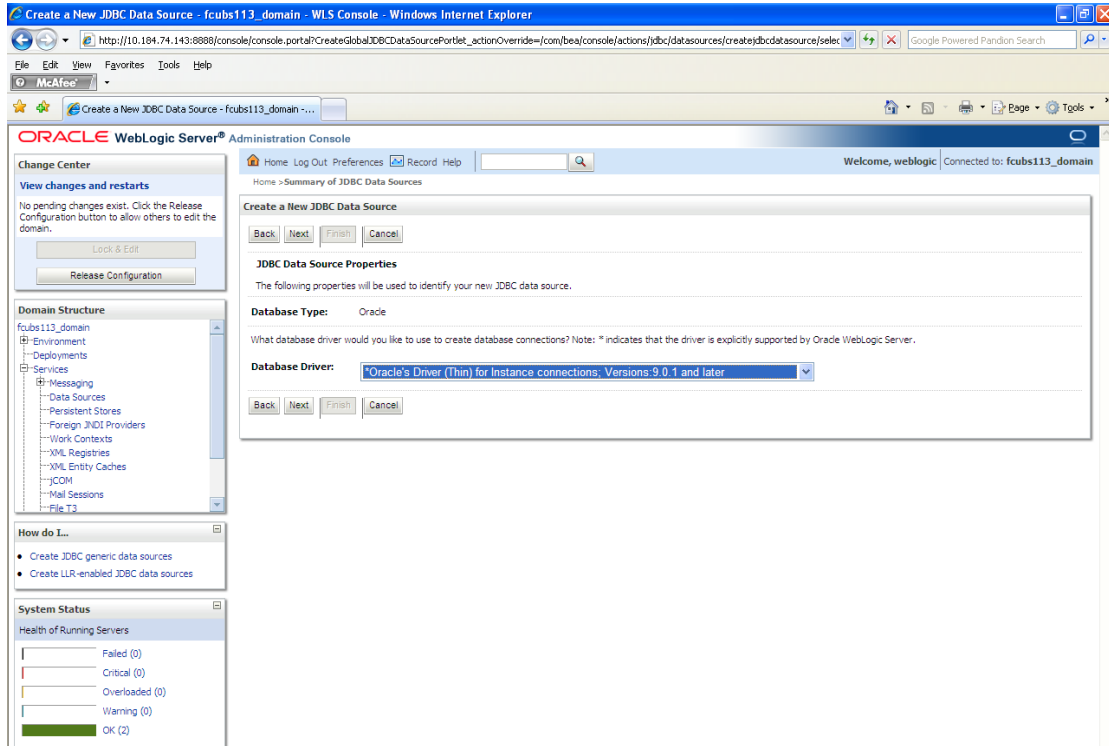 Create a New JDBC Data Source - fcubs113_domain - WLS Console - Windows Internet Explorer
http://10.184.74.143:8888/console/console.portal?CreateGlobalJDBCDataSourcePortlet_actionOverride=/com/bea/console/actions/jdbc/datasources/createjdbcdatasource/selec
Google Powered Pandion Search
File Edit View Favorites Tools Help
McAfee
Create a New JDBC Data Source - fcubs113_domain -...
Page Tools
ORACLE WebLogic Server® Administration Console
Change Center
View changes and restarts
No pending changes exist. Click the Release
Configuration button to allow others to edit the
domain.
Lock & Edit
Release Configuration
Domain Structure
fcubs113_domain
Environment
Deployments
Services
Messaging
Data Sources
Persistent Stores
Foreign JNDI Providers
Work Contexts
XML Registries
XML Entity Caches
jCOM
Mail Sessions
File T3
How do I...
Create JDBC generic data sources
Create LLR-enabled JDBC data sources
System Status
Health of Running Servers
Failed (0)
Critical (0)
Overloaded (0)
Warning (0)
OK (2)
Home Log Out Preferences Record Help
Welcome, weblogic Connected to: fcubs113_domain
Home >Summary of JDBC Data Sources
Create a New JDBC Data Source
Back Next Finish Cancel
JDBC Data Source Properties
The following properties will be used to identify your new JDBC data source.
Database Type: Oracle
What database driver would you like to use to create database connections? Note: * indicates that the driver is explicitly supported by Oracle WebLogic Server.
Database Driver: *Oracle's Driver (Thin) for Instance connections; Versions:9.0.1 and later
Back Next Finish Cancel